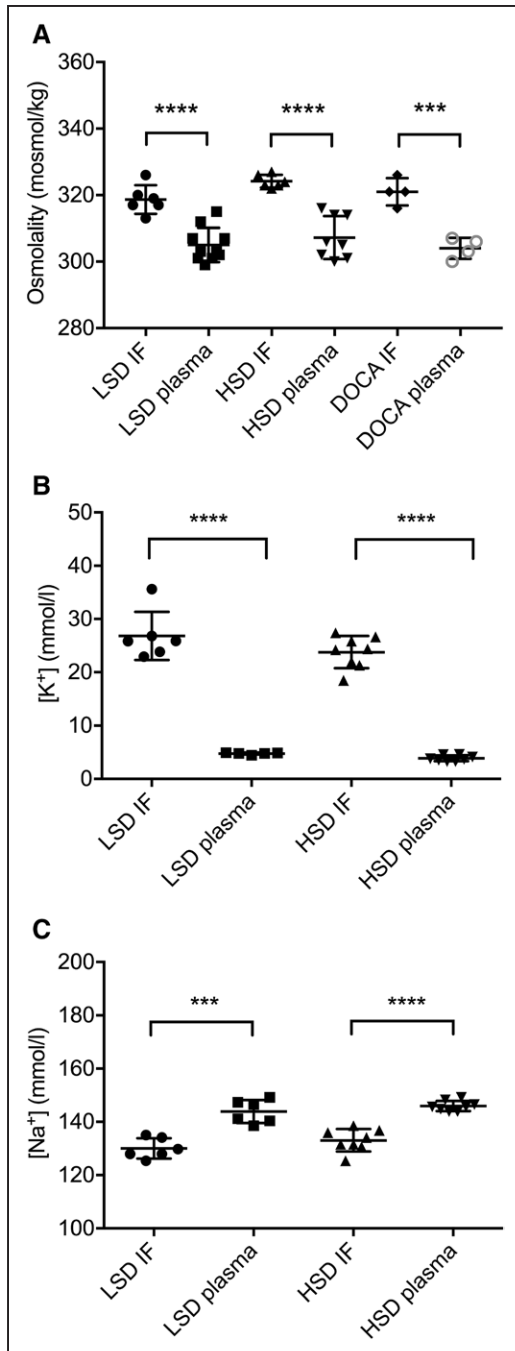 A
360
340
320
300
280
Osmolality (mosmol/kg)
****
****
***
LSD IF
LSD plasma
HSD IF
HSD plasma
DOCA IF
DOCA plasma
B
50
40
30
20
10
0
[K⁺] (mmol/l)
****
****
LSD IF
LSD plasma
HSD IF
HSD plasma
C
200
180
160
140
120
100
[Na⁺] (mmol/l)
***
****
LSD IF
LSD plasma
HSD IF
HSD plasma